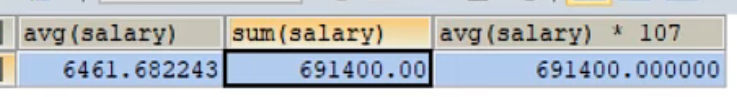 avg(salary) sum(salary) avg(salary) * 107
6461.682243 691400.00 691400.000000